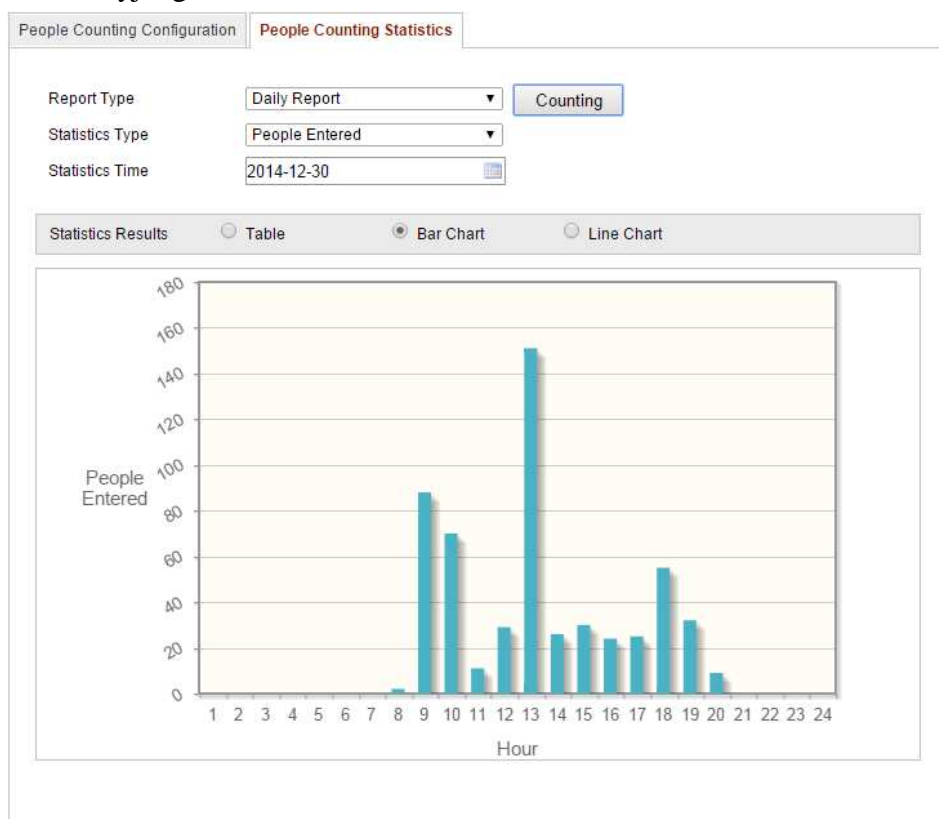 People Counting Configuration People Counting Statistics
Report Type Daily Report Counting
Statistics Type People Entered
Statistics Time 2014-12-30
Statistics Results Table Bar Chart Line Chart
180
160
140
120
100
People
Entered
80
60
40
20
0
1 2 3 4 5 6 7 8 9 10 11 12 13 14 15 16 17 18 19 20 21 22 23 24
Hour